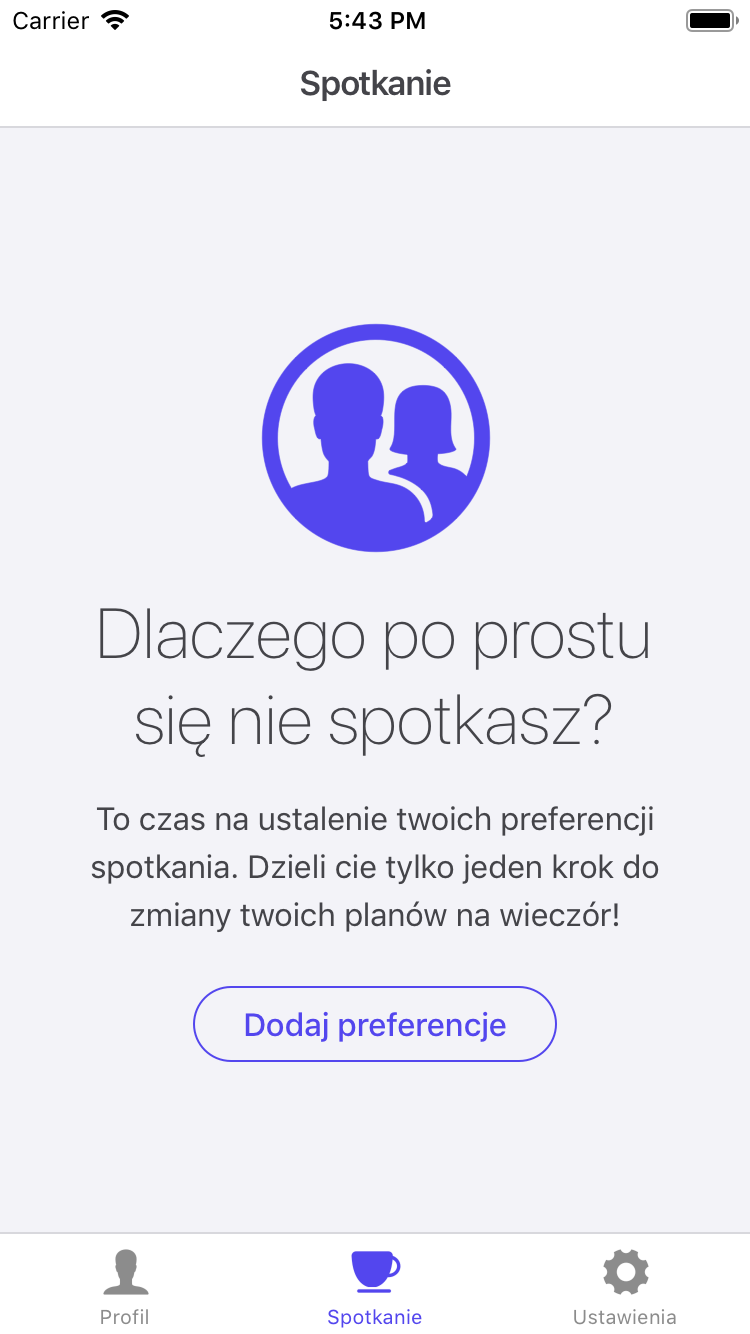 Carrier 5:43 PM
Spotkanie
Dlaczego po prostu
się nie spotkasz?
To czas na ustalenie twoich preferencji
spotkania. Dzieli cie tylko jeden krok do
zmiany twoich planów na wieczór!
Dodaj preferencje
Profil Spotkanie Ustawienia